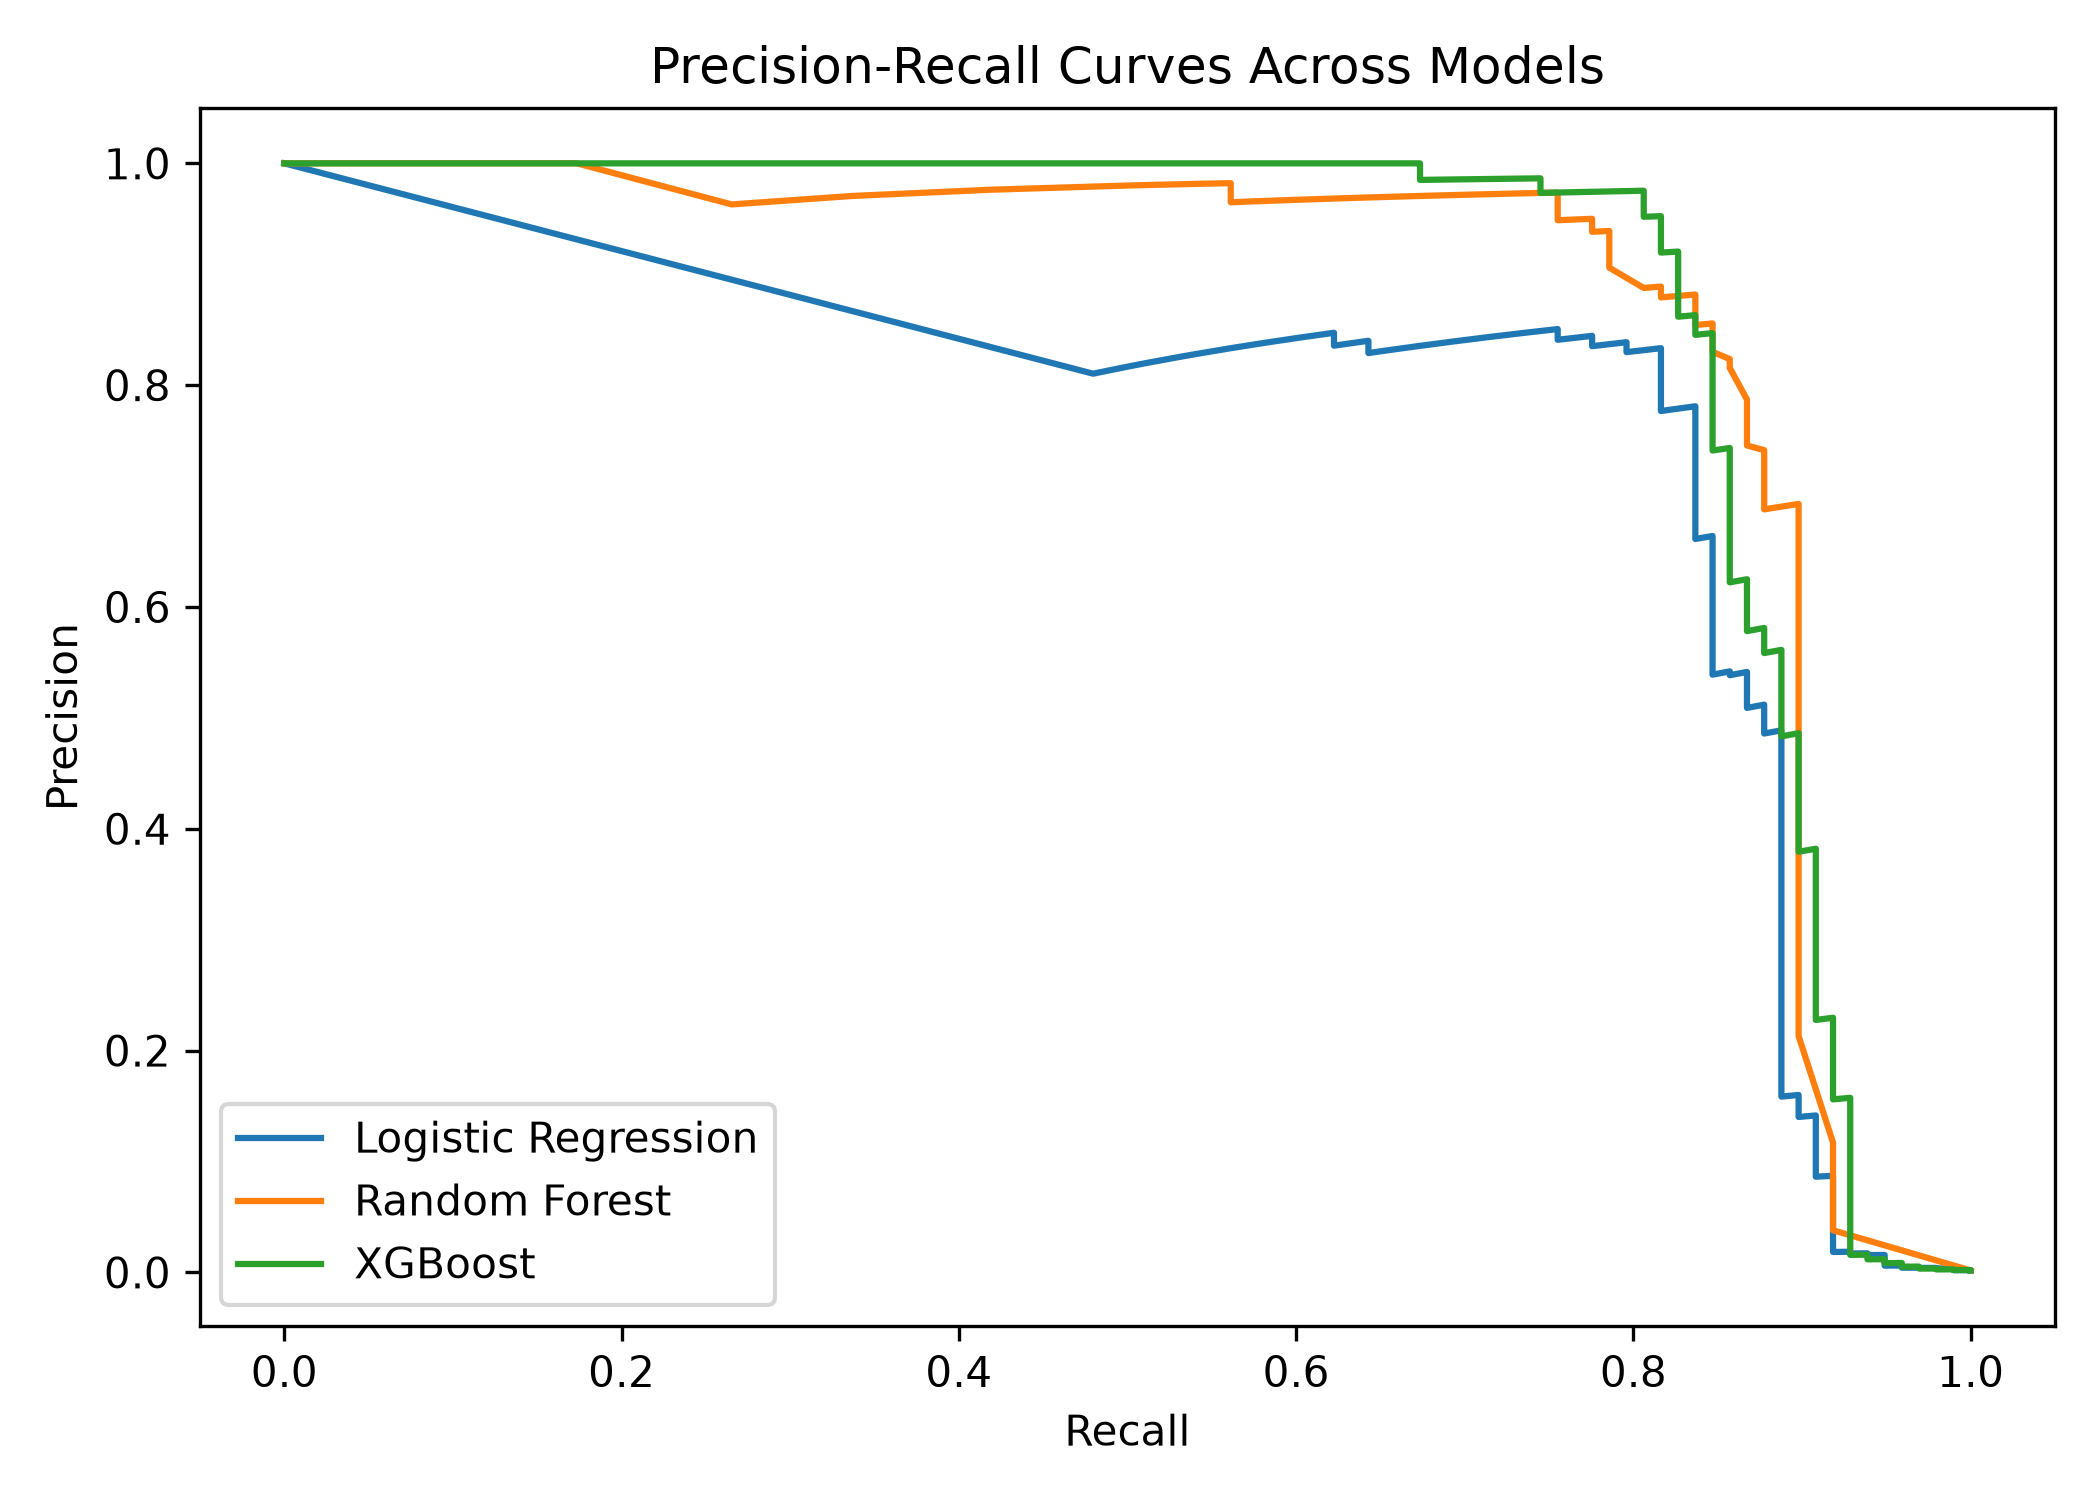 Precision-Recall Curves Across Models
1.0
0.8
0.6
0.4
0.2
0.0
Precision
Logistic Regression
Random Forest
XGBoost
0.0 0.2 0.4 0.6 0.8 1.0
Recall